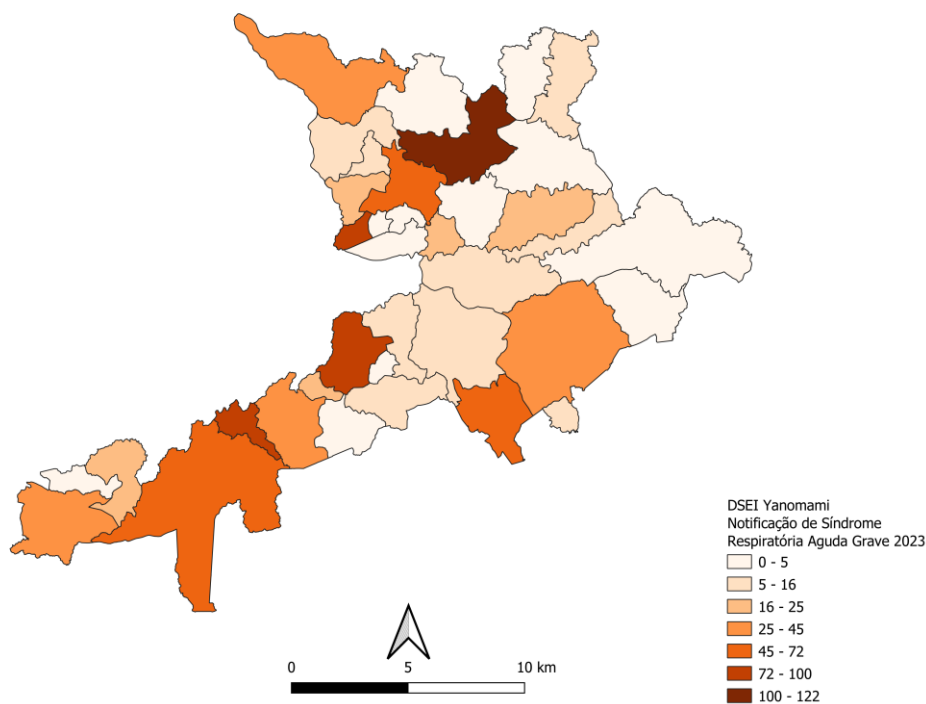 DSEI Yanomami
Notificação de Síndrome
Respiratória Aguda Grave 2023
0 - 5
5 - 16
16 - 25
25 - 45
45 - 72
72 - 100
100 - 122
0 5 10 km